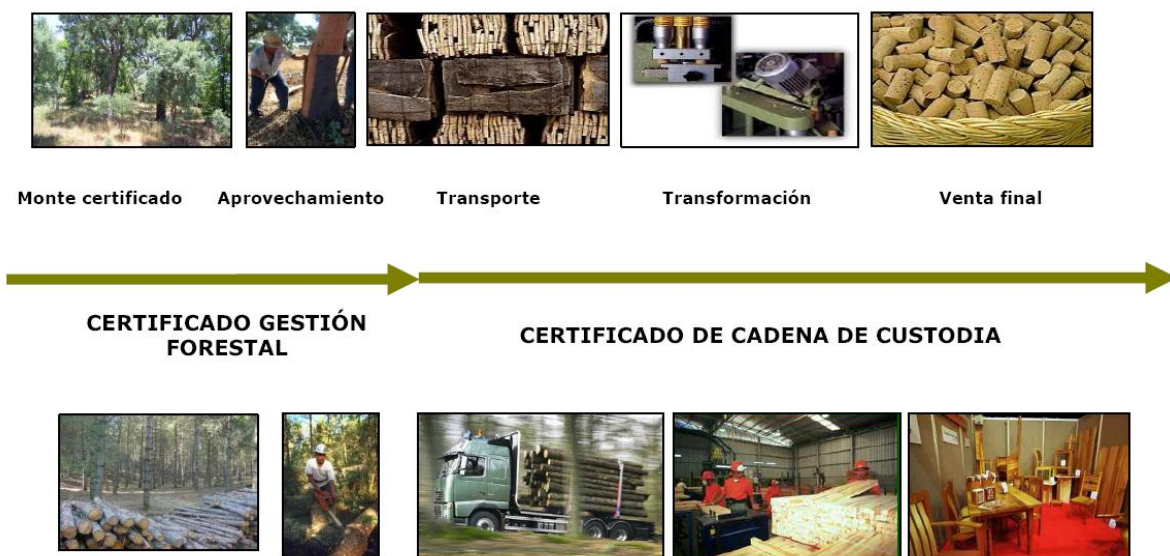 Monte certificado
Aprovechamiento
Transporte
Transformación
Venta final
CERTIFICADO GESTIÓN
FORESTAL
CERTIFICADO DE CADENA DE CUSTODIA